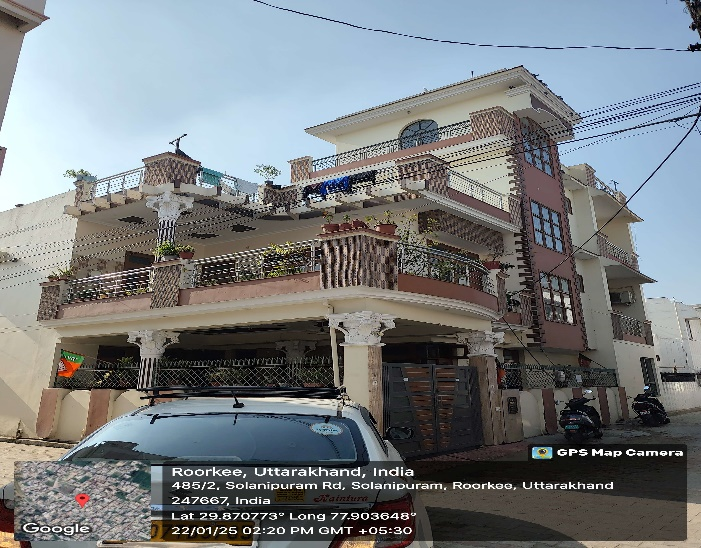 GPS Map Camera
Roorkee, Uttarakhand, India
485/2, Solanipuram Rd, Solanipuram, Roorkee, Uttarakhand
247667, India
Lat 29.870773° Long 77.903648°
22/01/25 02:20 PM GMT +05:30
Google
Raintura